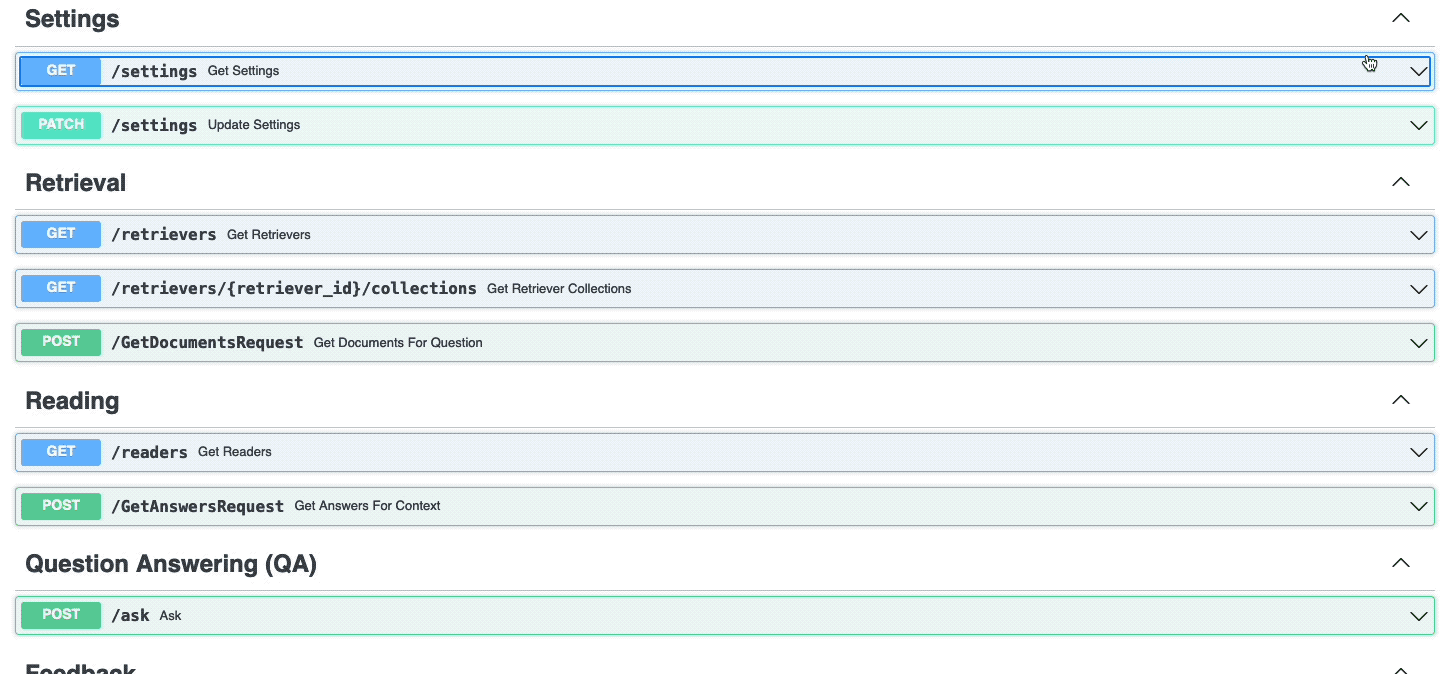 Settings
GET /settings Get Settings
PATCH /settings Update Settings
Retrieval
GET /retrievers Get Retrievers
GET /retrievers/{retriever_id}/collections Get Retriever Collections
POST /GetDocumentsRequest Get Documents For Question
Reading
GET /readers Get Readers
POST /GetAnswersRequest Get Answers For Context
Question Answering (QA)
POST /ask Ask
Feedback